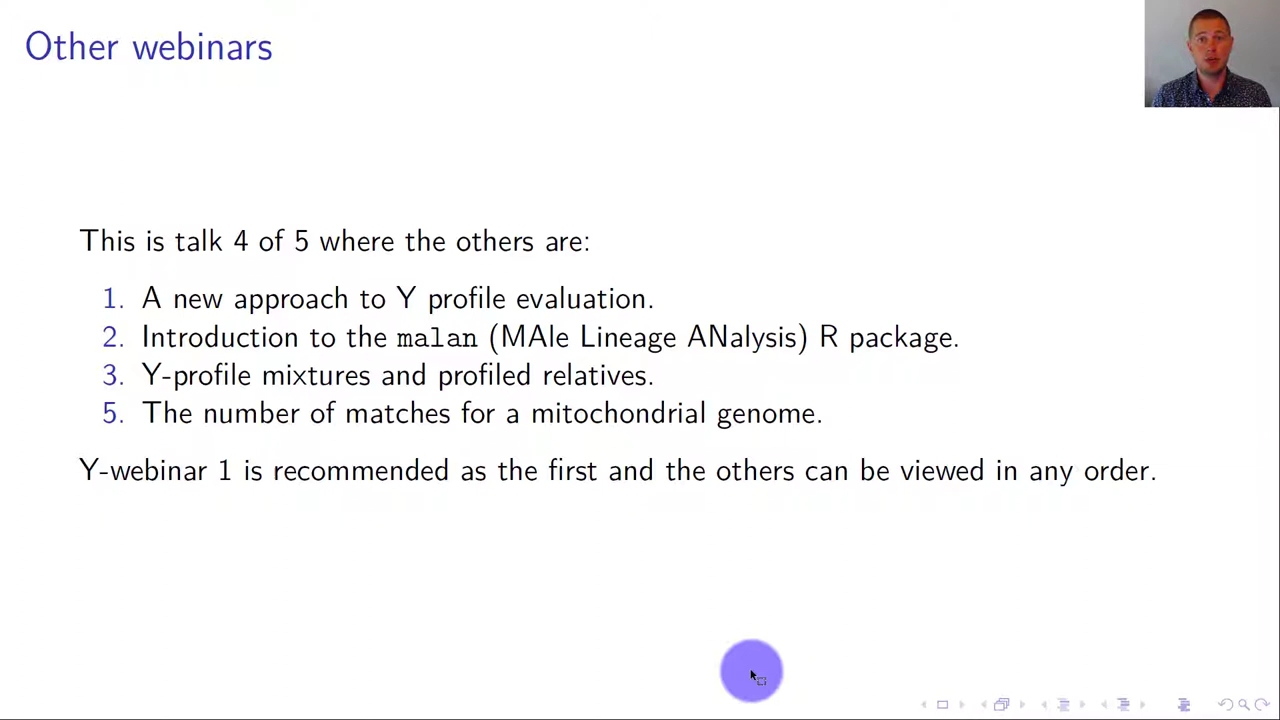 Other webinars
This is talk 4 of 5 where the others are:
1. A new approach to Y profile evaluation.
2. Introduction to the malan (MAle Lineage ANalysis) R package.
3. Y-profile mixtures and profiled relatives.
5. The number of matches for a mitochondrial genome.
Y-webinar 1 is recommended as the first and the others can be viewed in any order.